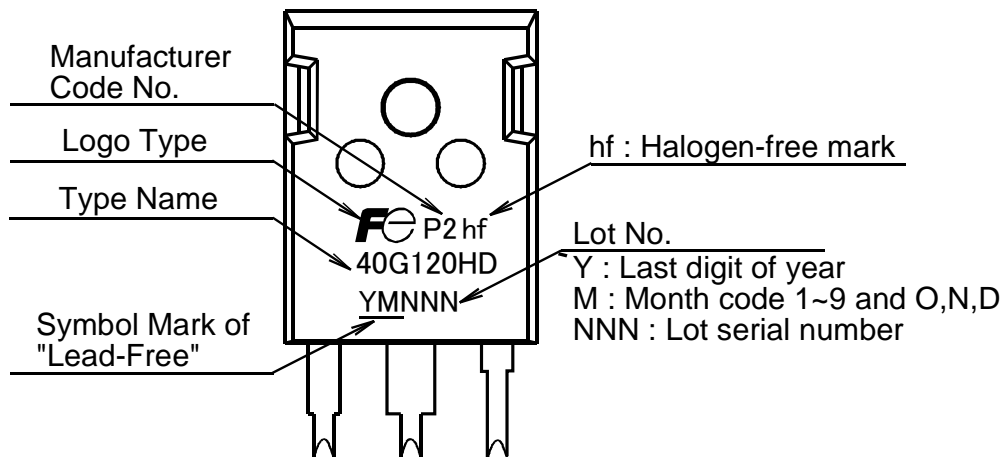 Manufacturer
Code No.
Logo Type
Type Name
Symbol Mark of
"Lead-Free"
Fe P2 hf
40G120HD
YMNNN
hf : Halogen-free mark
Lot No.
Y : Last digit of year
M : Month code 1~9 and O,N,D
NNN : Lot serial number